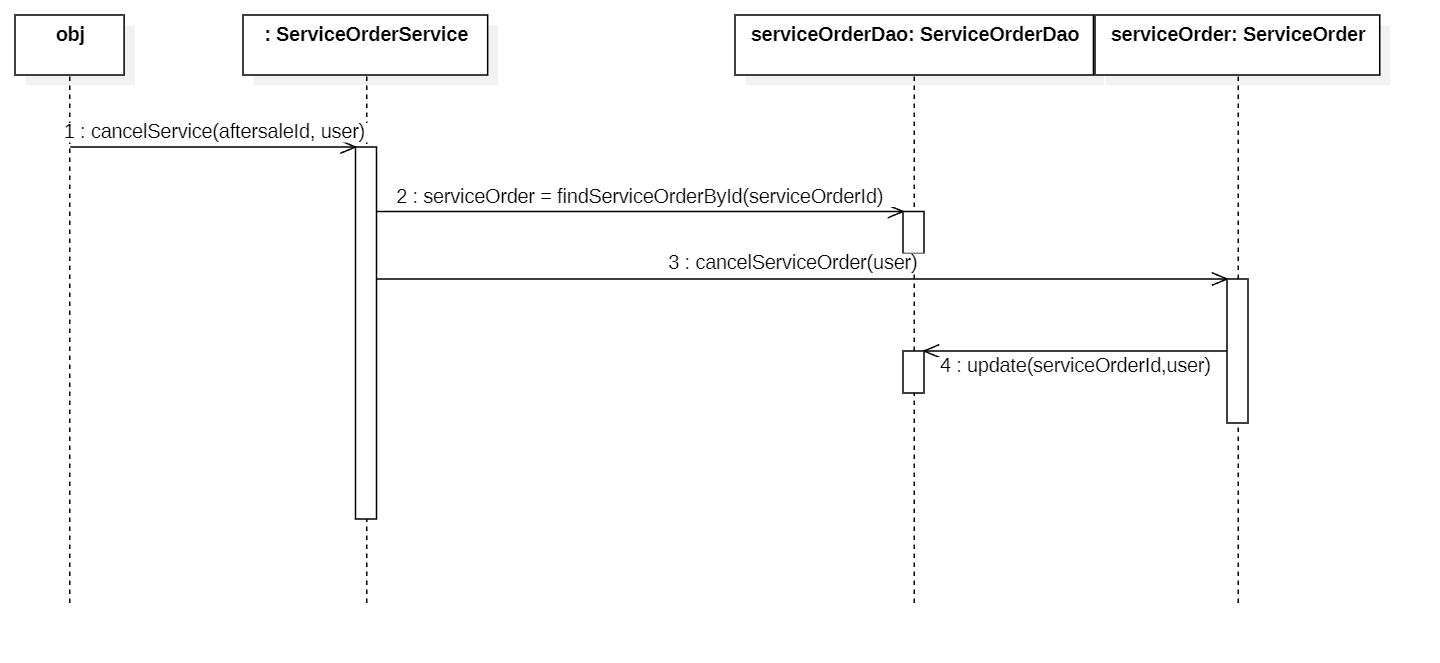 obj
: ServiceOrderService
serviceOrderDao: ServiceOrderDao
serviceOrder: ServiceOrder
1 : cancelService(aftersaleId, user)
2 : serviceOrder = findServiceOrderById(serviceOrderId)
3 : cancelServiceOrder(user)
4 : update(serviceOrderId,user)